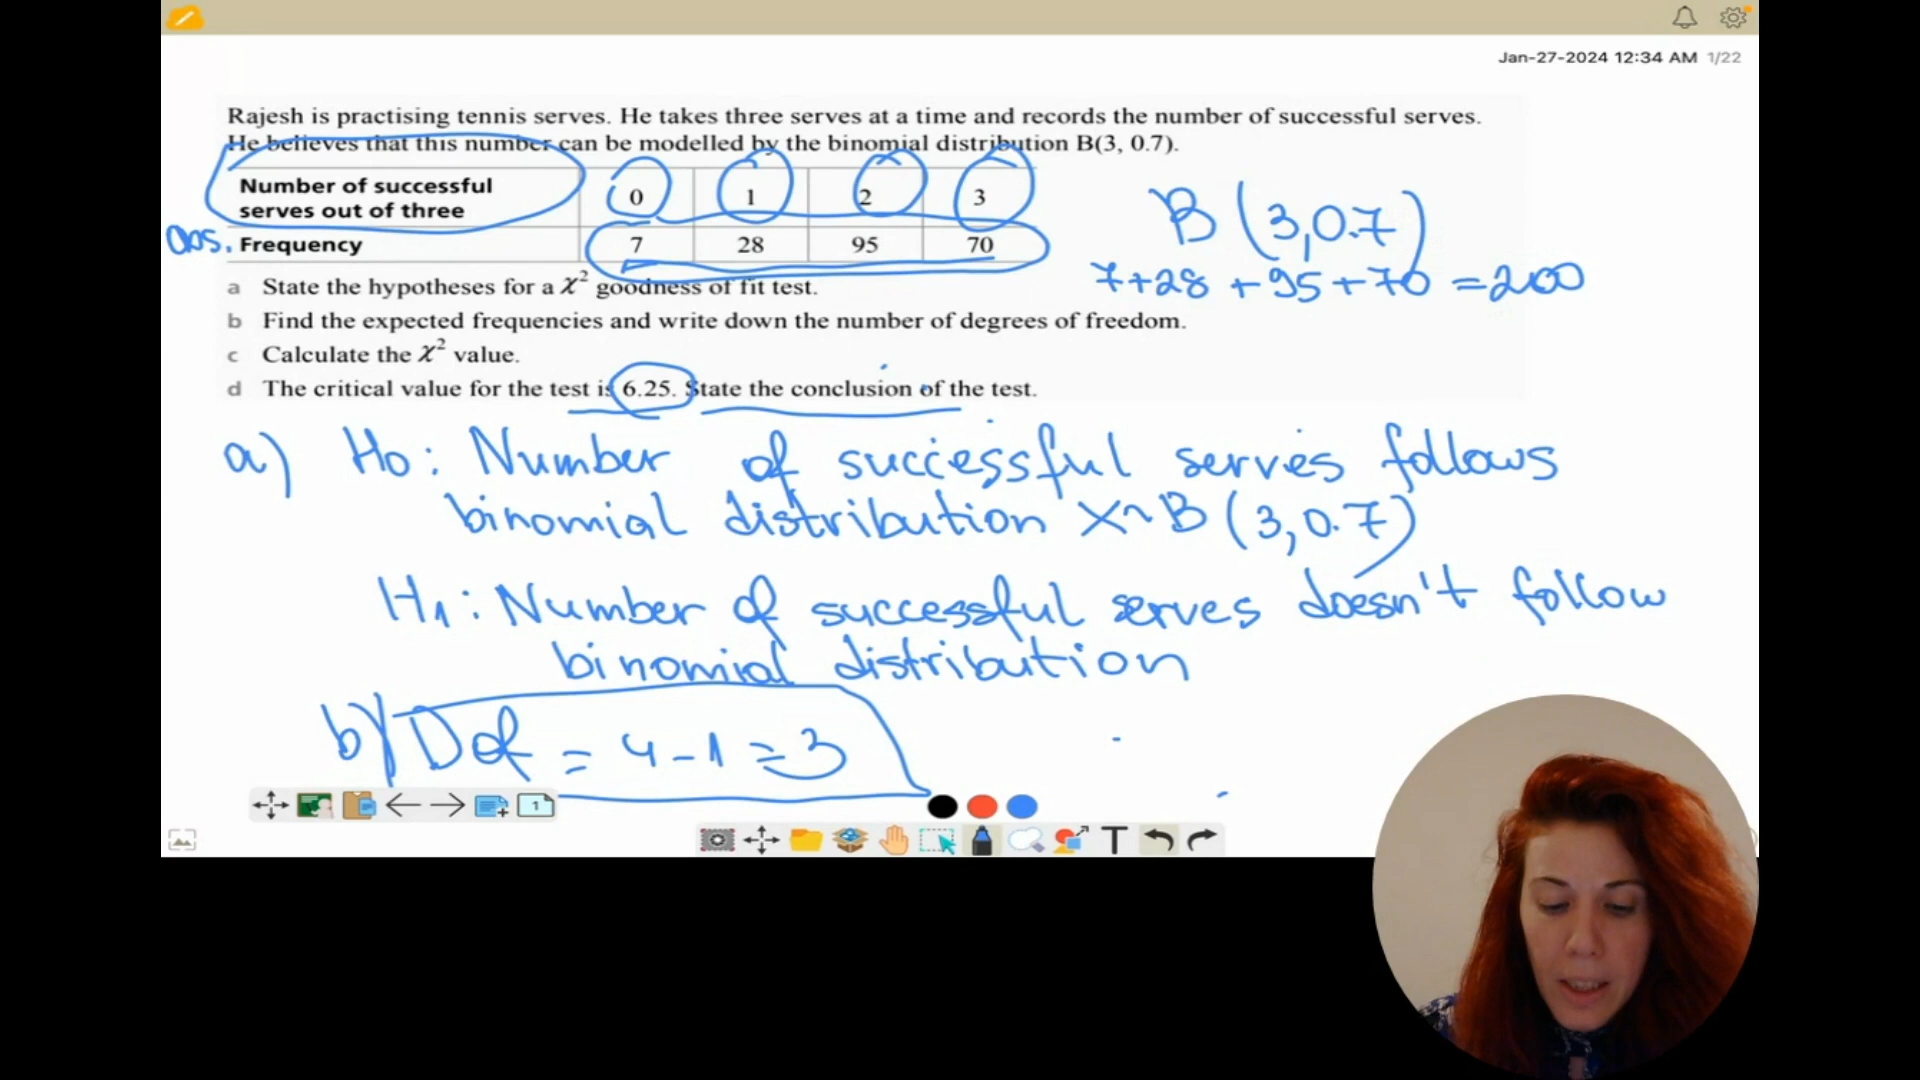 Jan-27-2024 12:34 AM 1/22
Rajesh is practising tennis serves. He takes three serves at a time and records the number of successful serves.
He believes that this number can be modelled by the binomial distribution B(3, 0.7).
Number of successful serves out of three 0 1 2 3
obs. Frequency 7 28 95 70
B(3,0.7)
7+28+95+70=200
a State the hypotheses for a χ² goodness of fit test.
b Find the expected frequencies and write down the number of degrees of freedom.
c Calculate the χ² value.
d The critical value for the test is 6.25. State the conclusion of the test.
a) H0: Number of successful serves follows
binomial distribution X~B(3,0.7)
H1: Number of successful serves doesn't follow
binomial distribution
b) Dof = 4-1=3
1
T